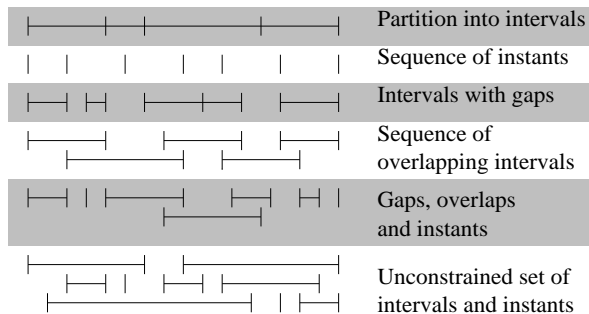 Partition into intervals
Sequence of instants
Intervals with gaps
Sequence of
overlapping intervals
Gaps, overlaps
and instants
Unconstrained set of
intervals and instants